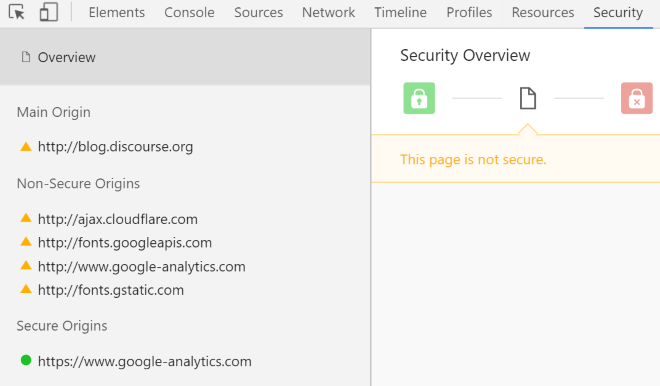 Elements Console Sources Network Timeline Profiles Resources Security
Overview
Main Origin
http://blog.discourse.org
Non-Secure Origins
http://ajax.cloudflare.com
http://fonts.googleapis.com
http://www.google-analytics.com
http://fonts.gstatic.com
Secure Origins
https://www.google-analytics.com
Security Overview
This page is not secure.